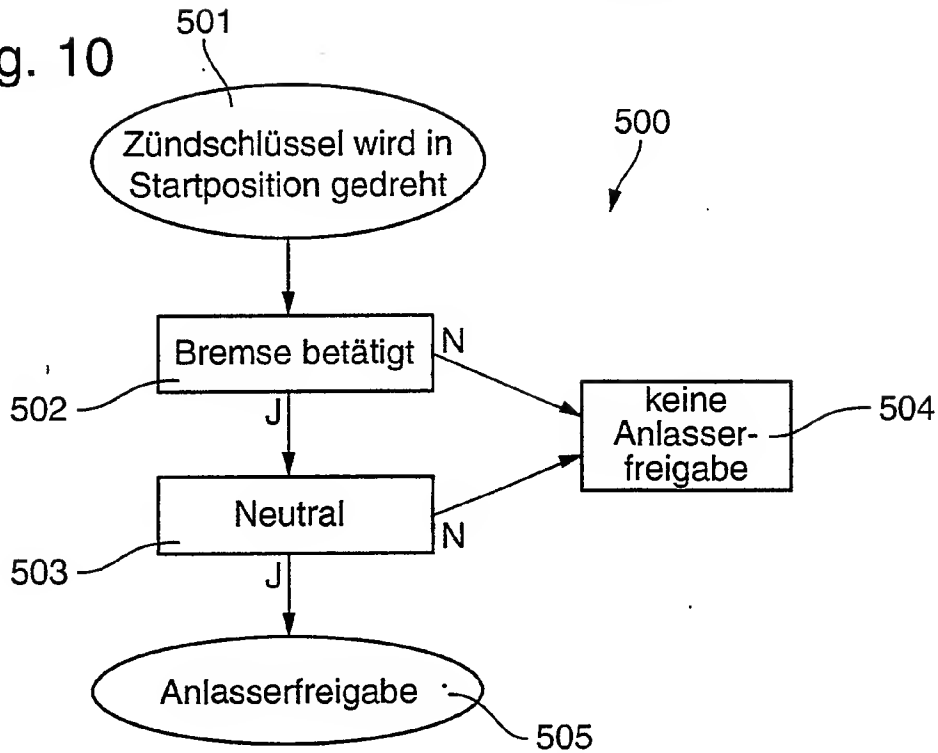 g. 10
501
Zündschlüssel wird in
Startposition gedreht
500
Bremse betätigt
N
502
J
keine
Anlasser-
freigabe
504
Neutral
N
503
J
Anlasserfreigabe
505